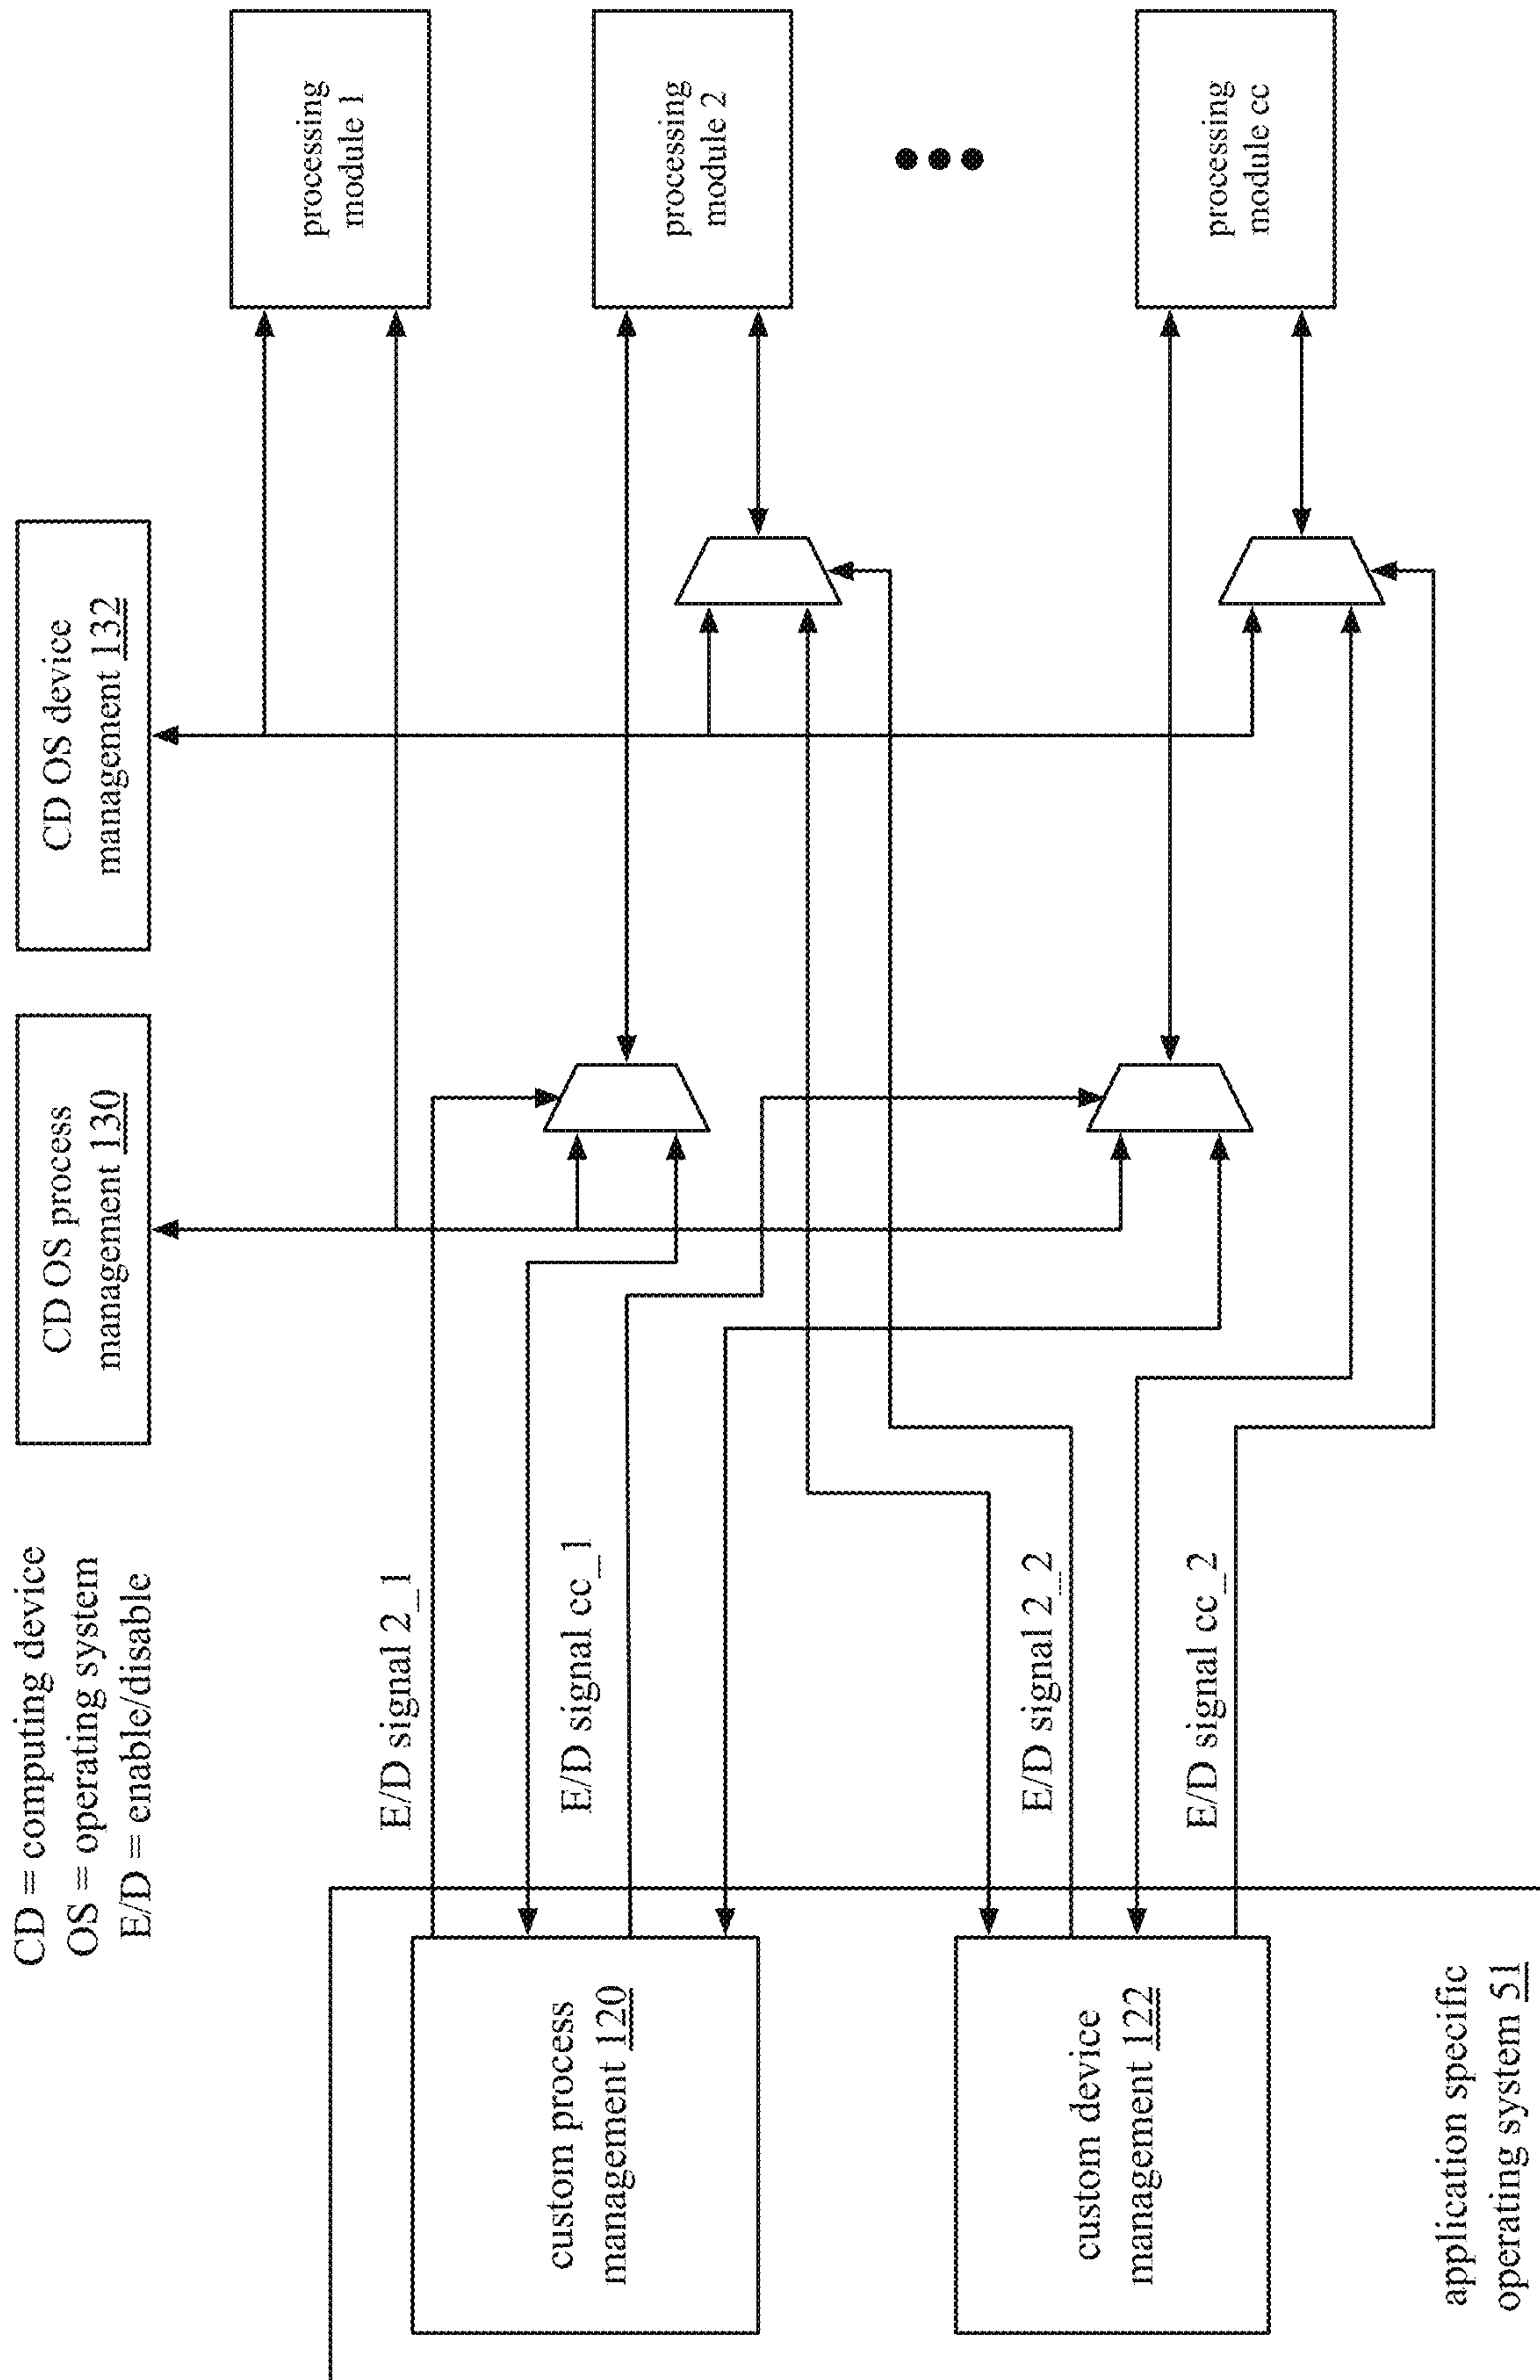 CD = computing device
OS = operating system
E/D = enable/disable
CD OS process
management 130
CD OS device
management 132
processing
module 1
processing
module 2
processing
module cc
E/D signal 2_1
E/D signal cc_1
E/D signal 2_2
E/D signal cc_2
custom process
management 120
custom device
management 122
application specific
operating system 51